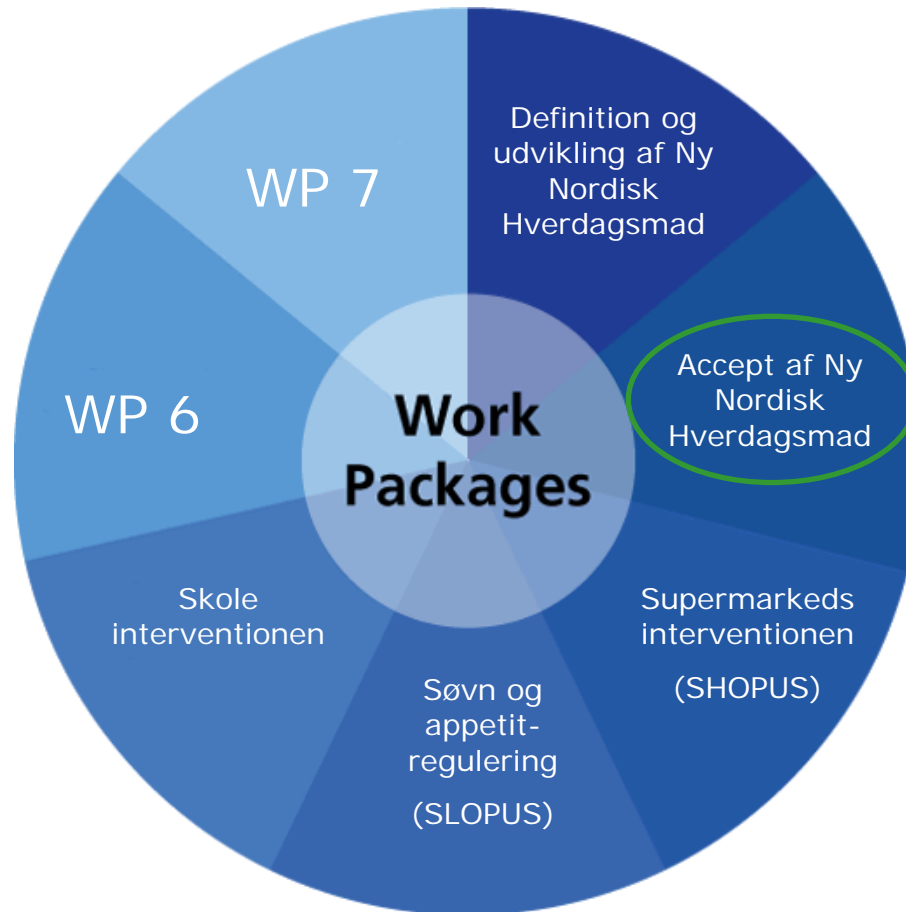 Definition og
udvikling af Ny
Nordisk
Hverdagsmad
Accept af Ny
Nordisk
Hverdagsmad
Supermarkeds
interventionen
(SHOPUS)
Søvn og
appetit-
regulering
(SLOPUS)
Skole
interventionen
WP 6
WP 7
Work
Packages